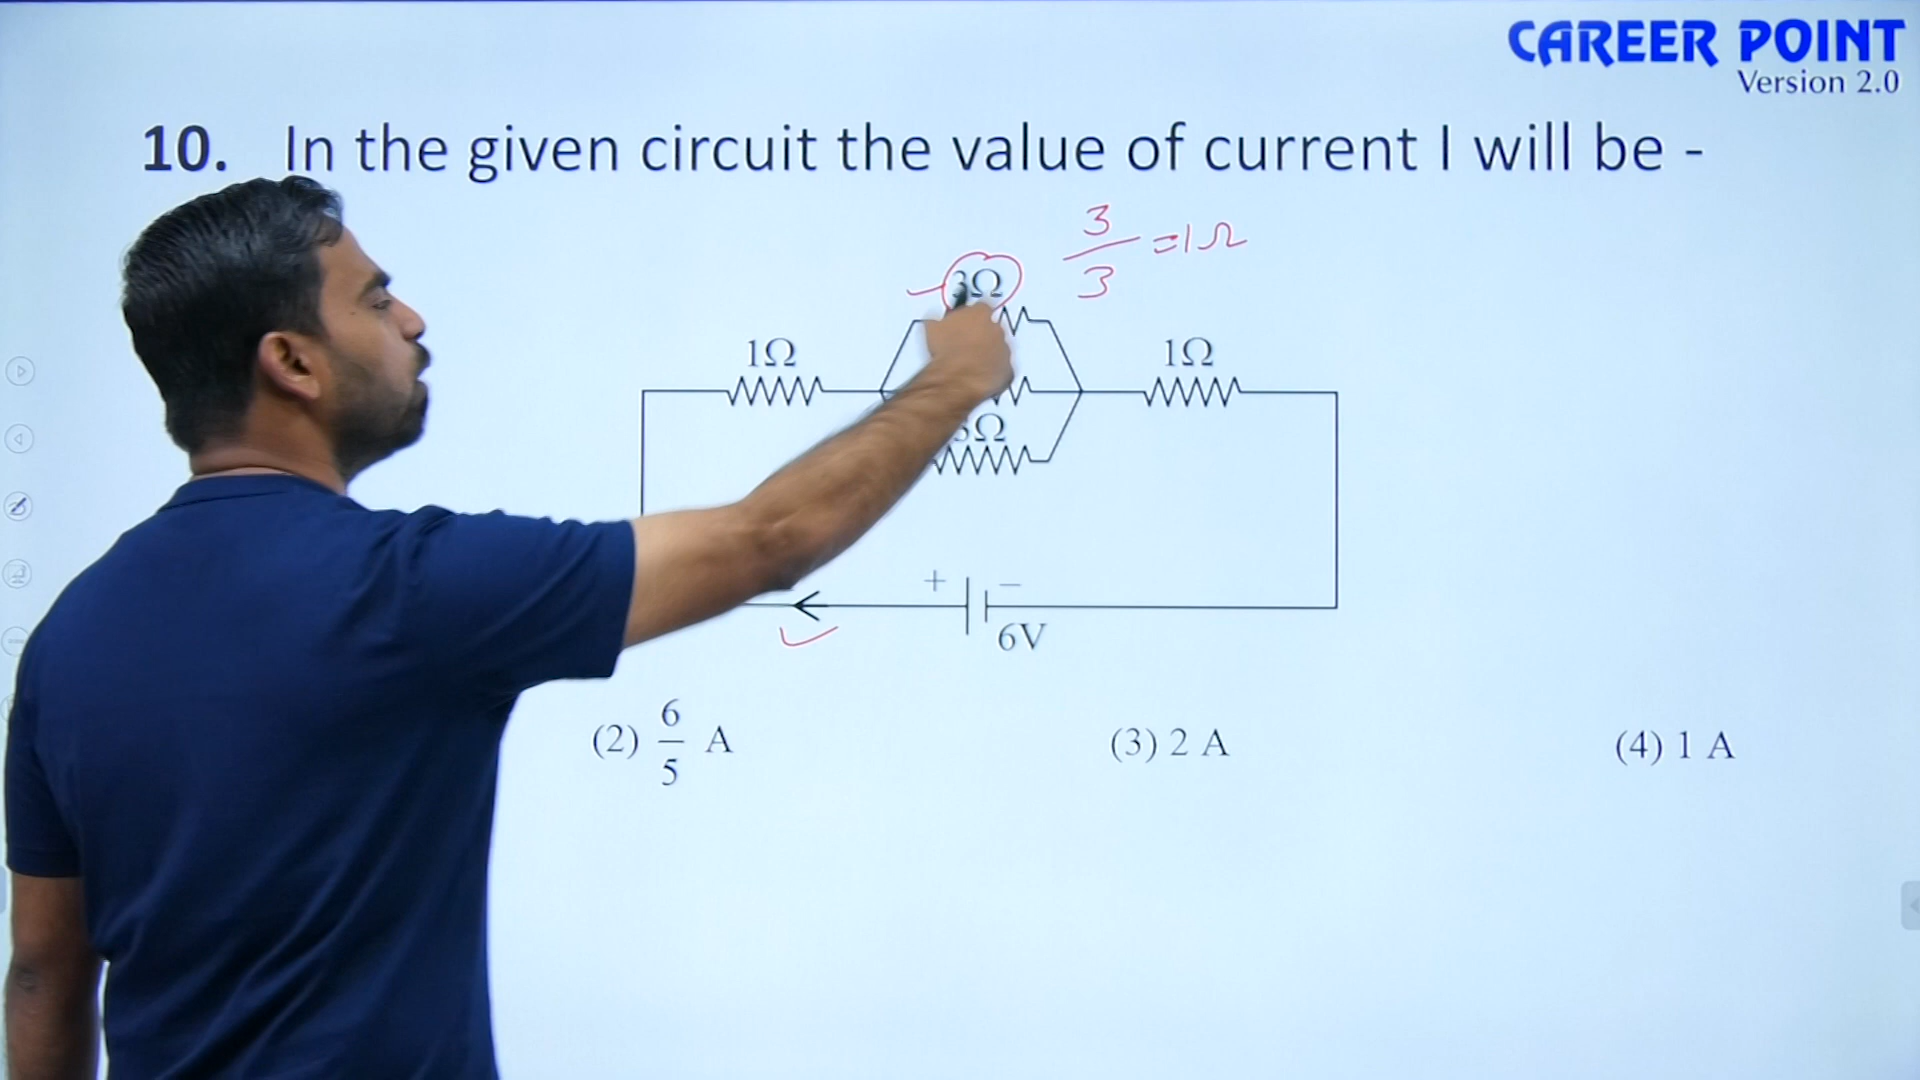 CAREER POINT
Version 2.0
10. In the given circuit the value of current I will be -
3/3 = 1Ω
3Ω
1Ω
1Ω
3Ω
+ −
6V
(2) 6/5 A
(3) 2 A
(4) 1 A